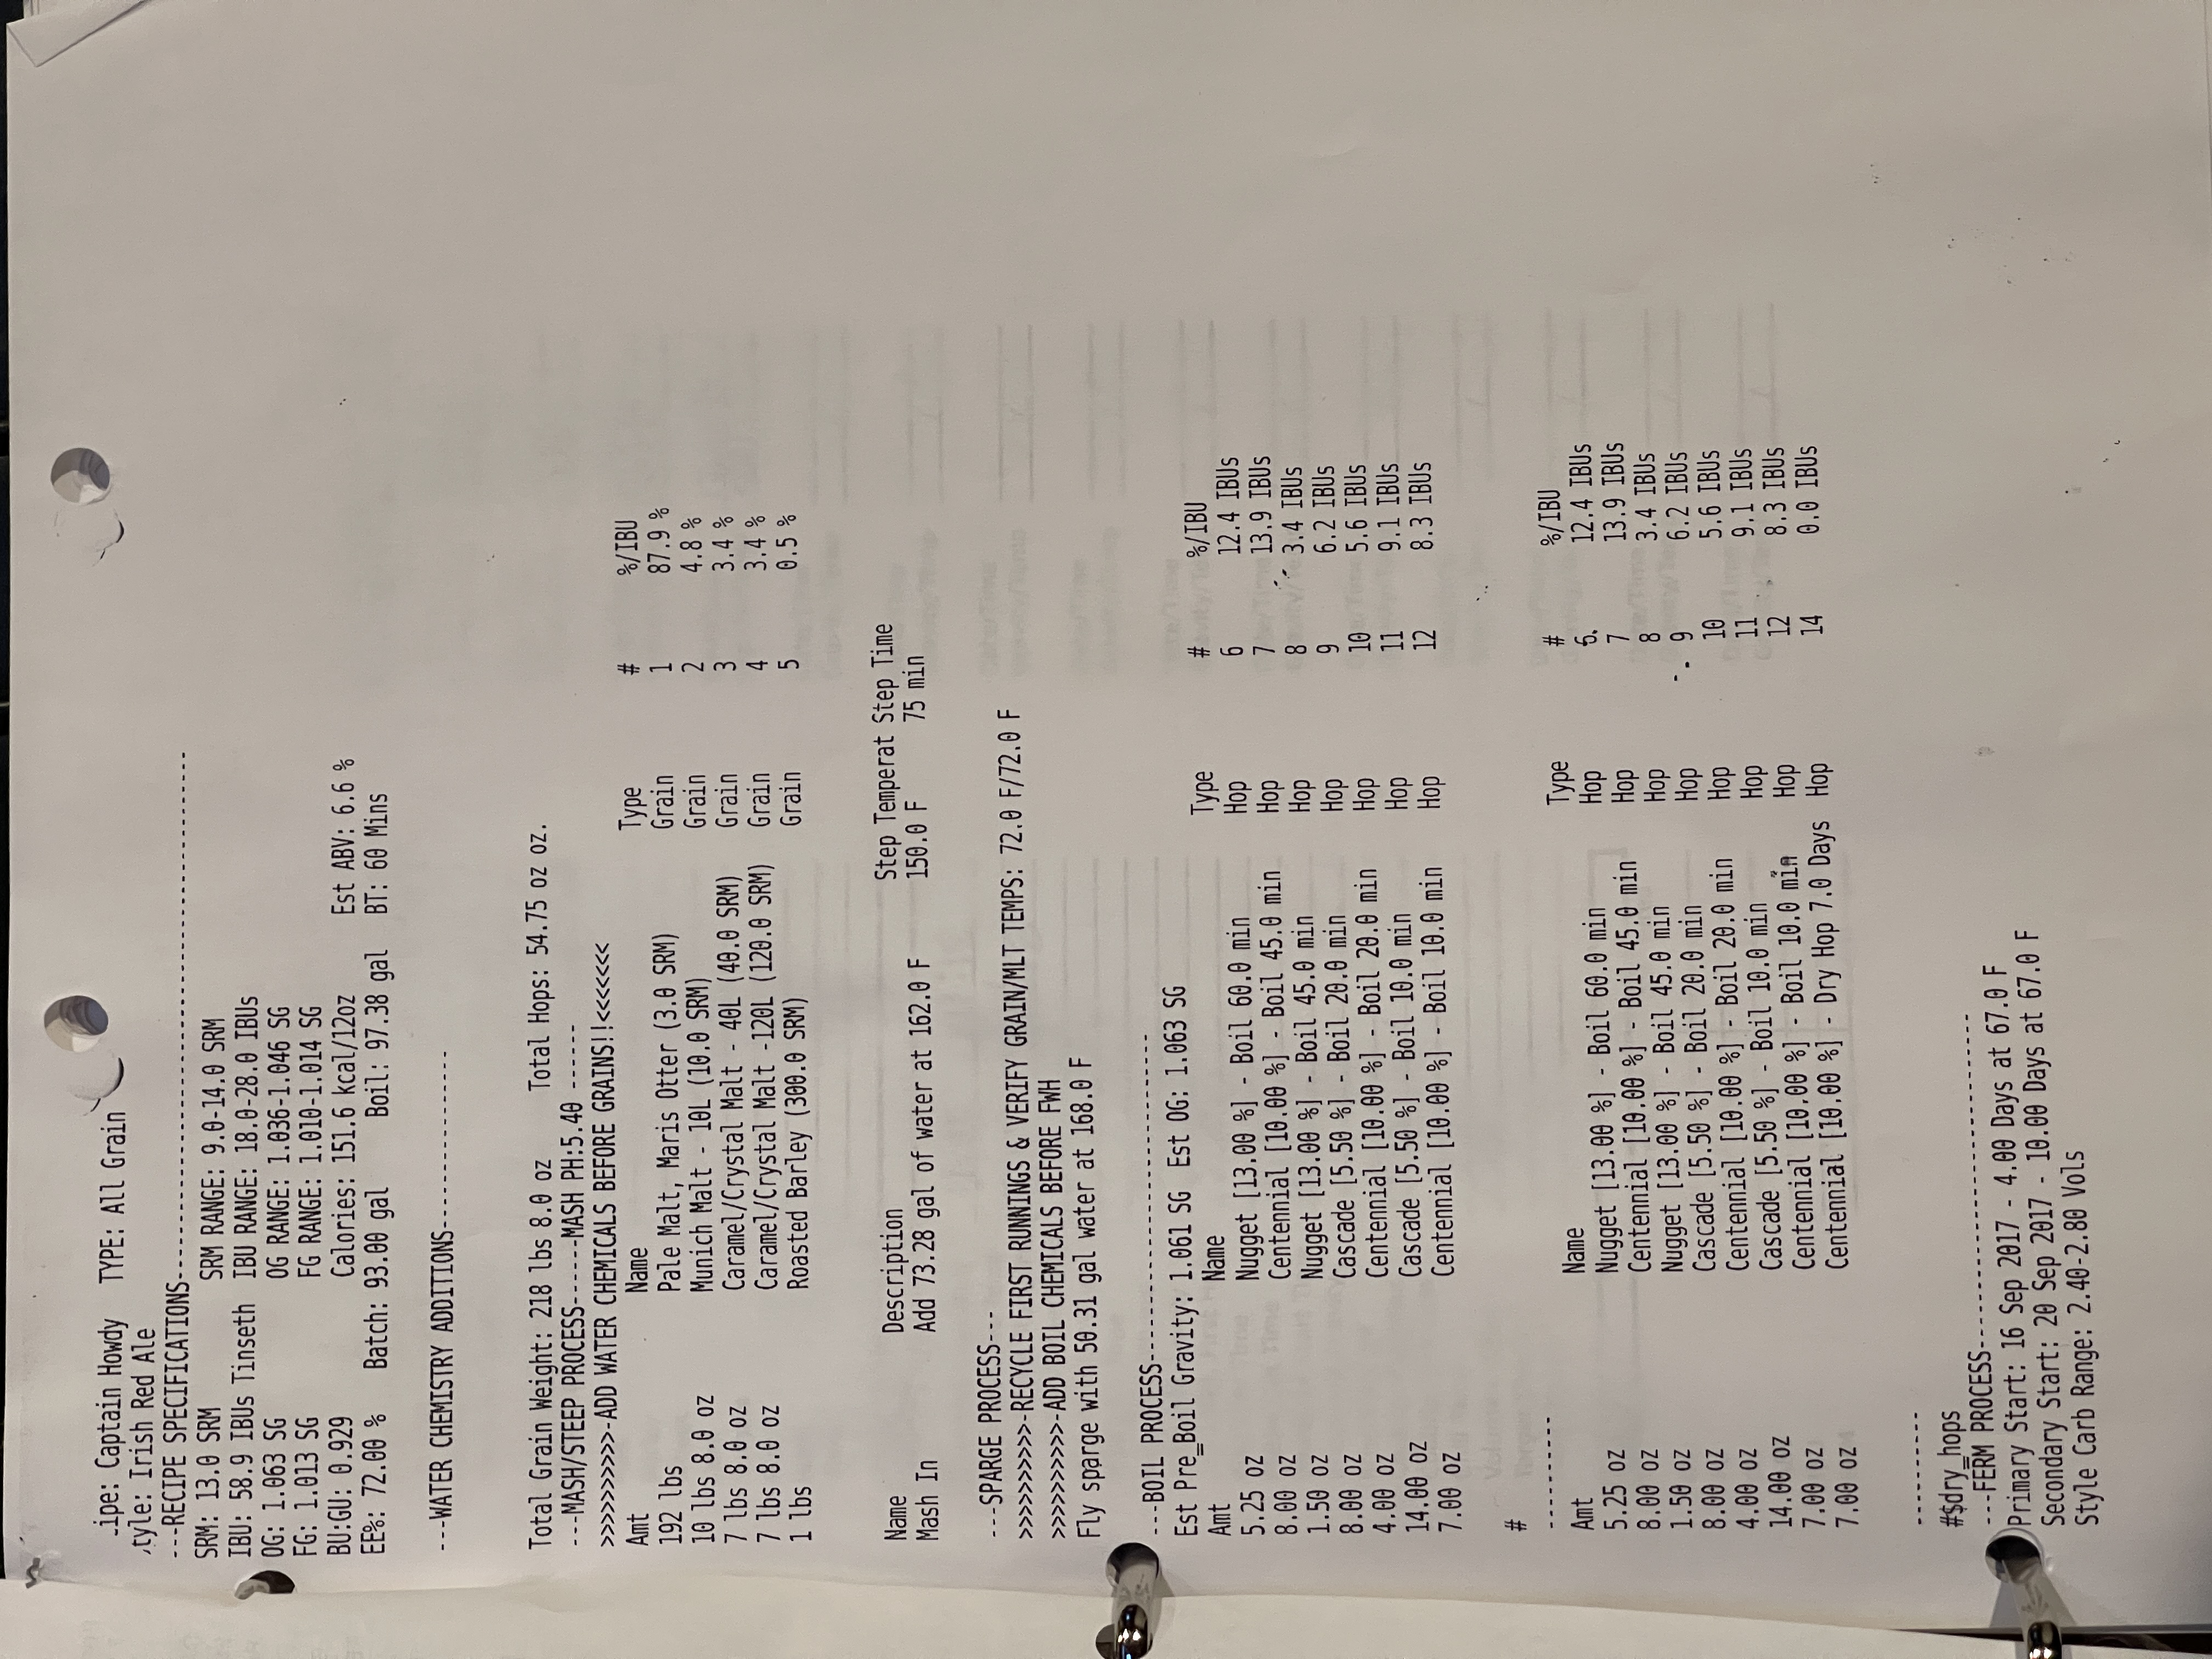 ipe: Captain Howdy TYPE: All Grain
tyle: Irish Red Ale
---RECIPE SPECIFICATIONS----------------------------------------------
SRM: 13.0 SRM SRM RANGE: 9.0-14.0 SRM
IBU: 58.9 IBUs Tinseth IBU RANGE: 18.0-28.0 IBUs
OG: 1.063 SG OG RANGE: 1.036-1.046 SG
FG: 1.013 SG FG RANGE: 1.010-1.014 SG
BU:GU: 0.929 Calories: 151.6 kcal/12oz Est ABV: 6.6 %
EE%: 72.00 % Batch: 93.00 gal Boil: 97.38 gal BT: 60 Mins
---WATER CHEMISTRY ADDITIONS----------------
Total Grain Weight: 218 lbs 8.0 oz Total Hops: 54.75 oz oz.
---MASH/STEEP PROCESS------MASH PH:5.40 ------
>>>>>>>>>>-ADD WATER CHEMICALS BEFORE GRAINS!!<<<<<<<
Amt Name Type # %/IBU
192 lbs Pale Malt, Maris Otter (3.0 SRM) Grain 1 87.9 %
10 lbs 8.0 oz Munich Malt - 10L (10.0 SRM) Grain 2 4.8 %
7 lbs 8.0 oz Caramel/Crystal Malt - 40L (40.0 SRM) Grain 3 3.4 %
7 lbs 8.0 oz Caramel/Crystal Malt -120L (120.0 SRM) Grain 4 3.4 %
1 lbs Roasted Barley (300.0 SRM) Grain 5 0.5 %
Name Description Step Temperat Step Time
Mash In Add 73.28 gal of water at 162.0 F 150.0 F 75 min
---SPARGE PROCESS---
>>>>>>>>>>-RECYCLE FIRST RUNNINGS & VERIFY GRAIN/MLT TEMPS: 72.0 F/72.0 F
>>>>>>>>>>-ADD BOIL CHEMICALS BEFORE FWH
Fly sparge with 50.31 gal water at 168.0 F
---BOIL PROCESS-----------------------------
Est Pre_Boil Gravity: 1.061 SG Est OG: 1.063 SG
Amt Name Type # %/IBU
5.25 oz Nugget [13.00 %] - Boil 60.0 min Hop 6 12.4 IBUs
8.00 oz Centennial [10.00 %] - Boil 45.0 min Hop 7 13.9 IBUs
1.50 oz Nugget [13.00 %] - Boil 45.0 min Hop 8 3.4 IBUs
8.00 oz Cascade [5.50 %] - Boil 20.0 min Hop 9 6.2 IBUs
4.00 oz Centennial [10.00 %] - Boil 20.0 min Hop 10 5.6 IBUs
14.00 oz Cascade [5.50 %] - Boil 10.0 min Hop 11 9.1 IBUs
7.00 oz Centennial [10.00 %] - Boil 10.0 min Hop 12 8.3 IBUs
#
----------
Amt Name Type # %/IBU
5.25 oz Nugget [13.00 %] - Boil 60.0 min Hop 6 12.4 IBUs
8.00 oz Centennial [10.00 %] - Boil 45.0 min Hop 7 13.9 IBUs
1.50 oz Nugget [13.00 %] - Boil 45.0 min Hop 8 3.4 IBUs
8.00 oz Cascade [5.50 %] - Boil 20.0 min Hop 9 6.2 IBUs
4.00 oz Centennial [10.00 %] - Boil 20.0 min Hop 10 5.6 IBUs
14.00 oz Cascade [5.50 %] - Boil 10.0 min Hop 11 9.1 IBUs
7.00 oz Centennial [10.00 %] - Boil 10.0 min Hop 12 8.3 IBUs
7.00 oz Centennial [10.00 %] - Dry Hop 7.0 Days Hop 14 0.0 IBUs
----------
#$dry_hops
---FERM PROCESS-----------------------------
Primary Start: 16 Sep 2017 - 4.00 Days at 67.0 F
Secondary Start: 20 Sep 2017 - 10.00 Days at 67.0 F
Style Carb Range: 2.40-2.80 Vols